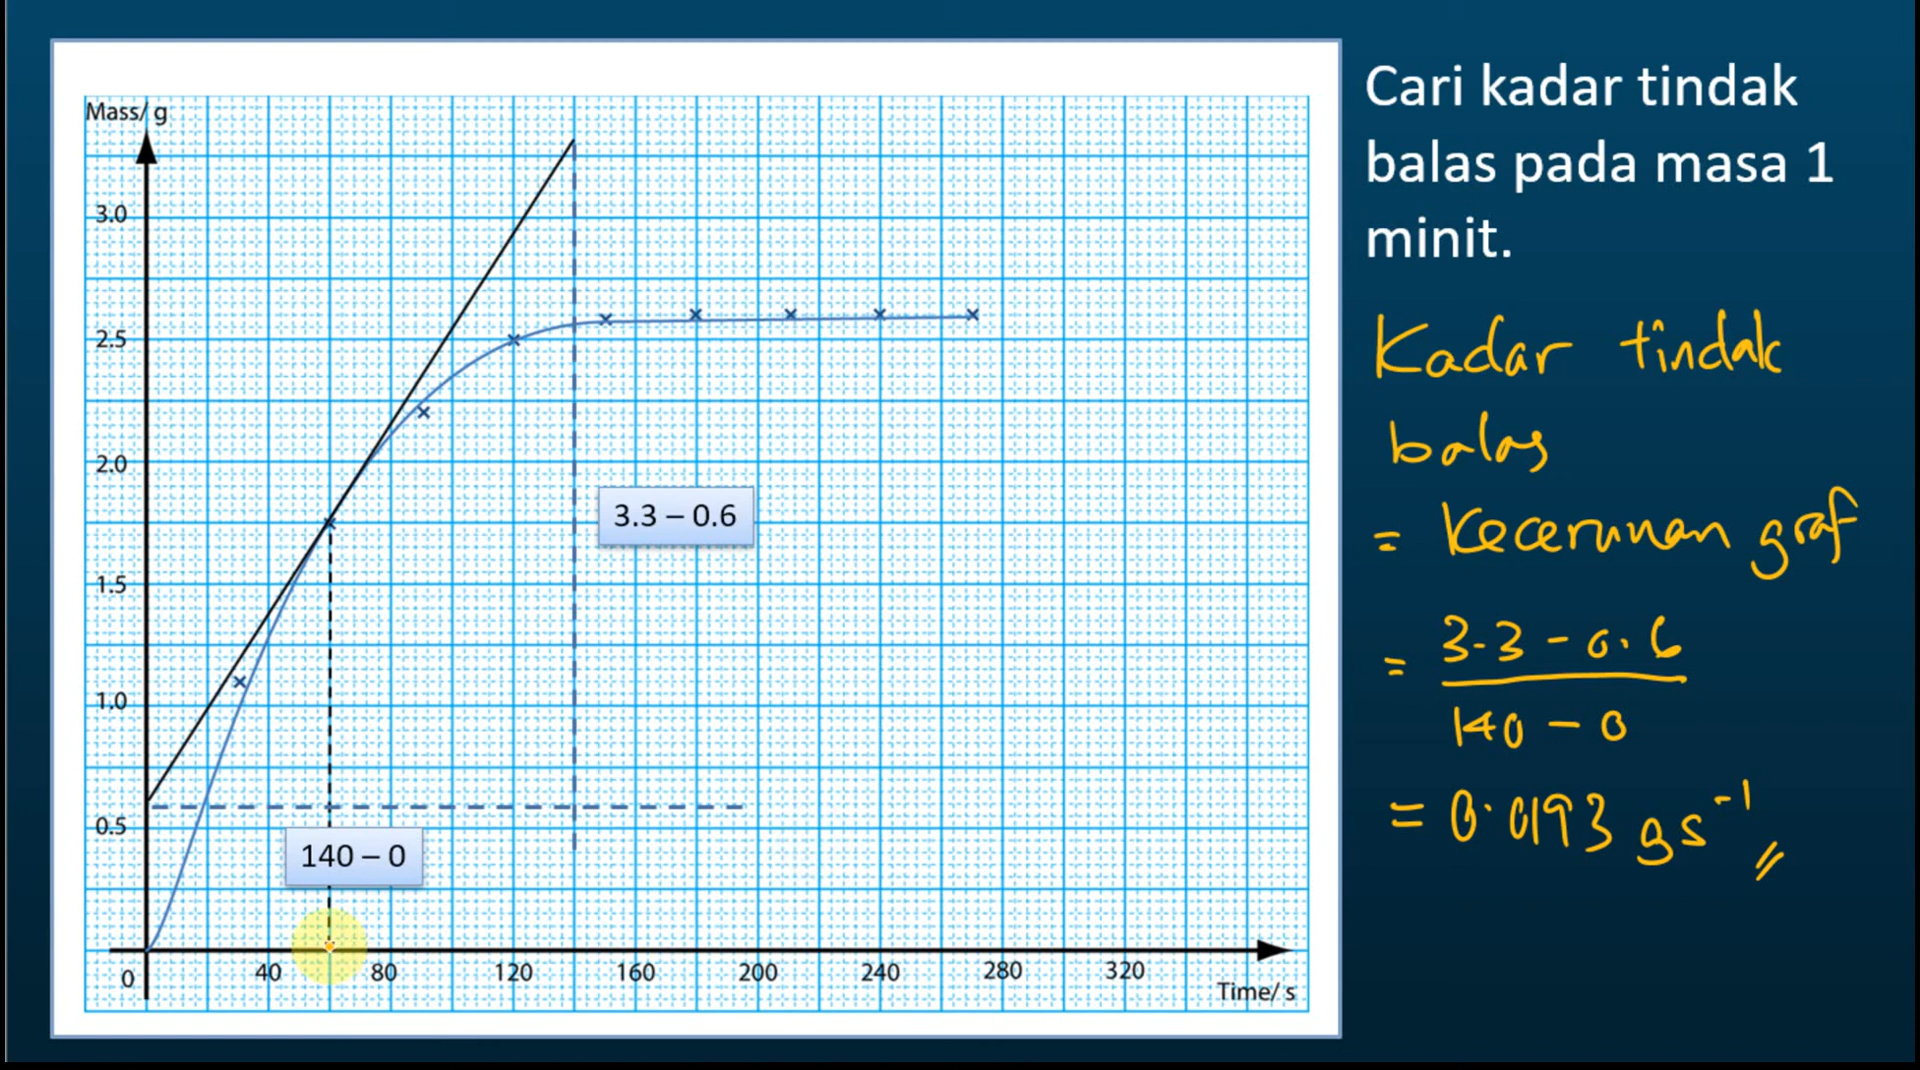 Mass/ g
3.0
2.5
2.0
1.5
1.0
0.5
3.3 – 0.6
140 – 0
0 40 80 120 160 200 240 280 320
Time/ s
Cari kadar tindak
balas pada masa 1
minit.
Kadar tindak
balas
= Kecerunan graf
= 3.3 - 0.6
140 - 0
= 0.0193 gs⁻¹ //